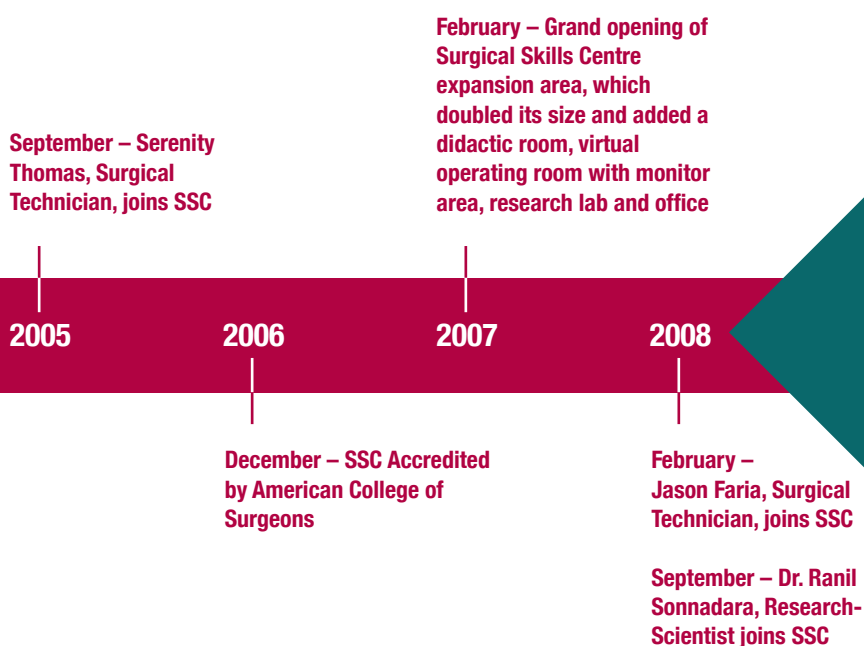 February – Grand opening of
Surgical Skills Centre
expansion area, which
doubled its size and added a
didactic room, virtual
operating room with monitor
area, research lab and office
September – Serenity
Thomas, Surgical
Technician, joins SSC
2005
2006
2007
2008
December – SSC Accredited
by American College of
Surgeons
February –
Jason Faria, Surgical
Technician, joins SSC
September – Dr. Ranil
Sonnadara, Research-
Scientist joins SSC